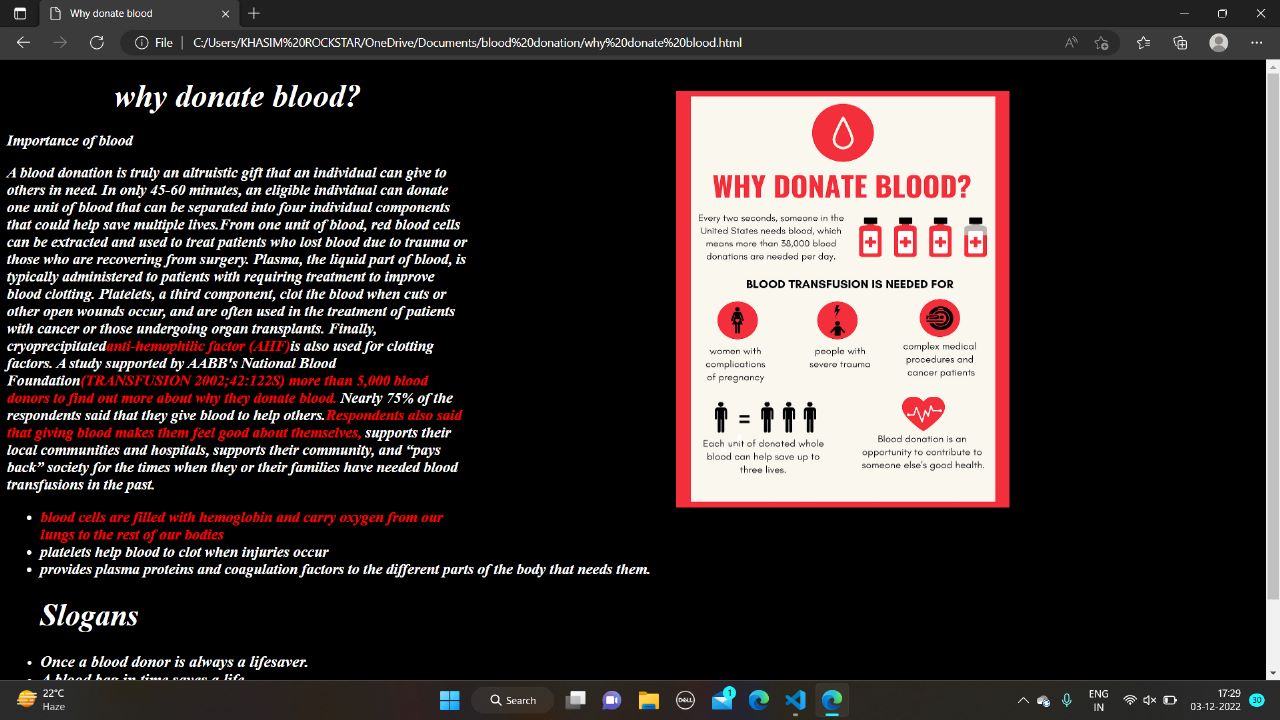 Why donate blood
File
C:/Users/KHASIM%20ROCKSTAR/OneDrive/Documents/blood%20donation/why%20donate%20blood.html
why donate blood?
Importance of blood
A blood donation is truly an altruistic gift that an individual can give to
others in need. In only 45-60 minutes, an eligible individual can donate
one unit of blood that can be separated into four individual components
that could help save multiple lives.From one unit of blood, red blood cells
can be extracted and used to treat patients who lost blood due to trauma or
those who are recovering from surgery. Plasma, the liquid part of blood, is
typically administered to patients with requiring treatment to improve
blood clotting. Platelets, a third component, clot the blood when cuts or
other open wounds occur, and are often used in the treatment of patients
with cancer or those undergoing organ transplants. Finally,
cryoprecipitatedanti-hemophilic factor (AHF)is also used for clotting
factors. A study supported by AABB's National Blood
Foundation(TRANSFUSION 2002;42:122S) more than 5,000 blood
donors to find out more about why they donate blood. Nearly 75% of the
respondents said that they give blood to help others.Respondents also said
that giving blood makes them feel good about themselves, supports their
local communities and hospitals, supports their community, and “pays
back” society for the times when they or their families have needed blood
transfusions in the past.
blood cells are filled with hemoglobin and carry oxygen from our
lungs to the rest of our bodies
platelets help blood to clot when injuries occur
provides plasma proteins and coagulation factors to the different parts of the body that needs them.
Slogans
Once a blood donor is always a lifesaver.
A blood bag in time saves a life
WHY DONATE BLOOD?
Every two seconds, someone in the
United States needs blood, which
means more than 38,000 blood
donations are needed per day.
BLOOD TRANSFUSION IS NEEDED FOR
women with
complications
of pregnancy
people with
severe trauma
complex medical
procedures and
cancer patients
=
Each unit of donated whole
blood can help save up to
three lives.
Blood donation is an
opportunity to contribute to
someone else's good health.
22°C
Haze
Search
DELL
1
ENG
IN
17:29
03-12-2022
30